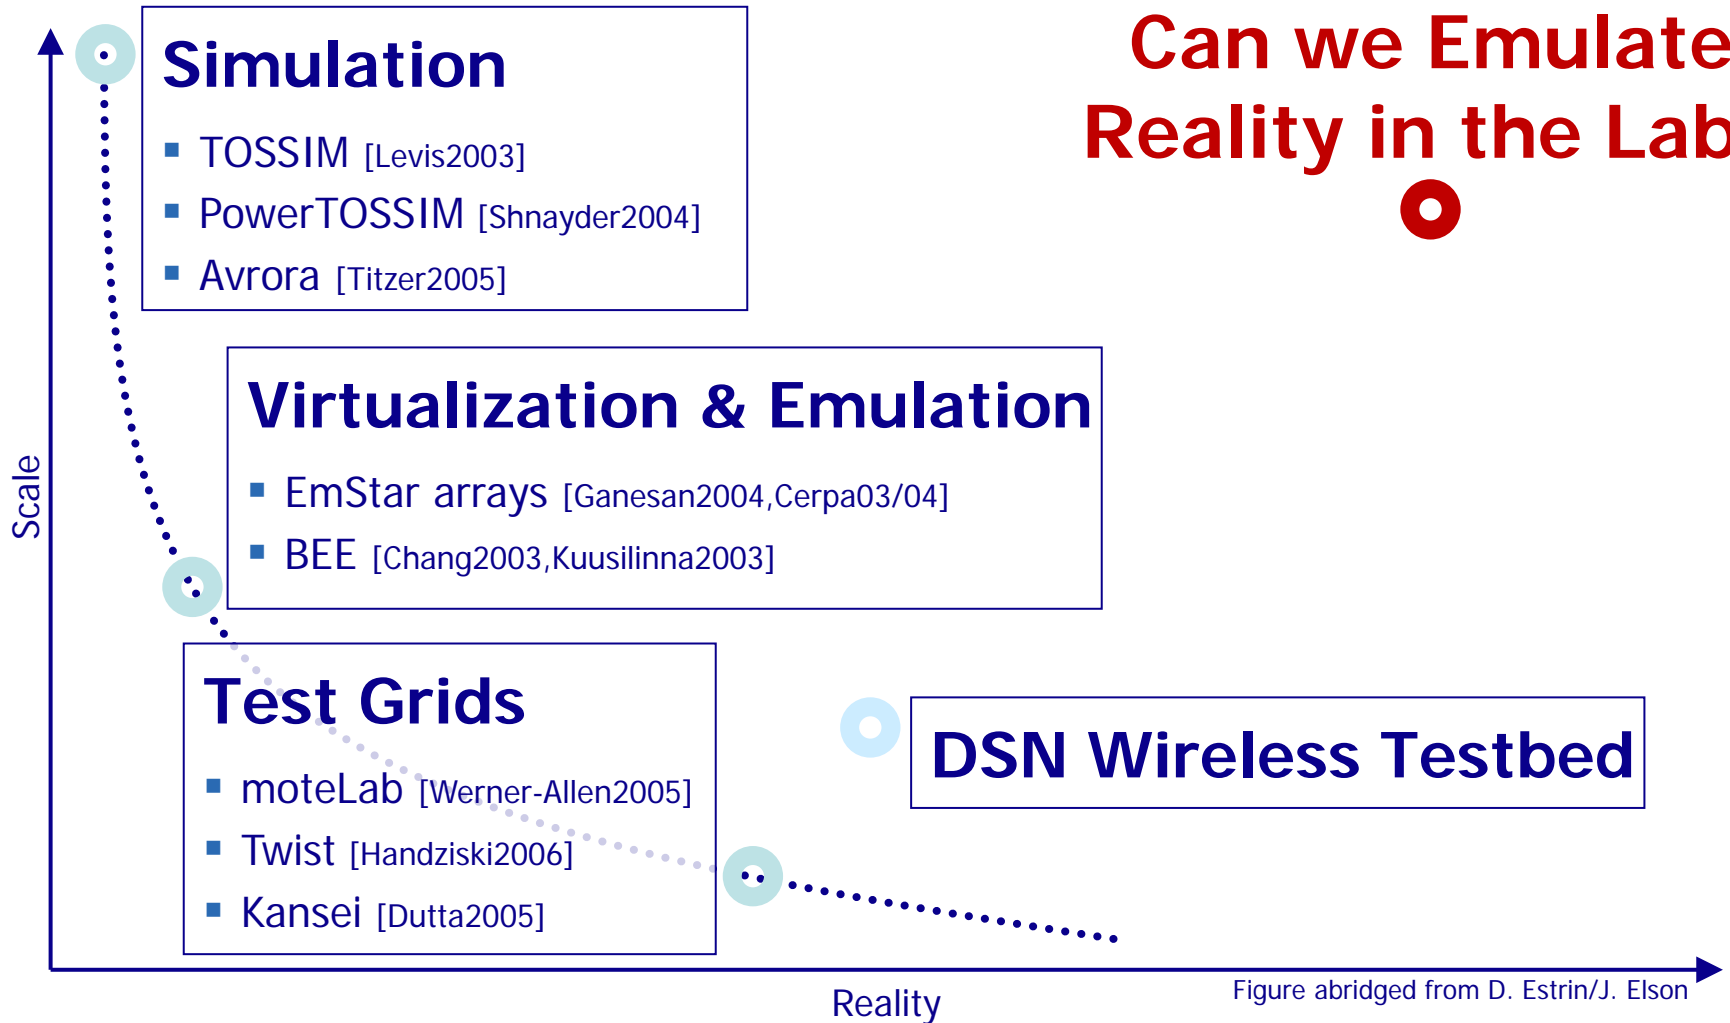 Can we Emulate
Reality in the Lab
Simulation
TOSSIM [Levis2003]
PowerTOSSIM [Shnayder2004]
Avrora [Titzer2005]
Virtualization & Emulation
EmStar arrays [Ganesan2004,Cerpa03/04]
BEE [Chang2003,Kuusilinna2003]
Scale
Test Grids
moteLab [Werner-Allen2005]
Twist [Handziski2006]
Kansei [Dutta2005]
DSN Wireless Testbed
Reality
Figure abridged from D. Estrin/J. Elson